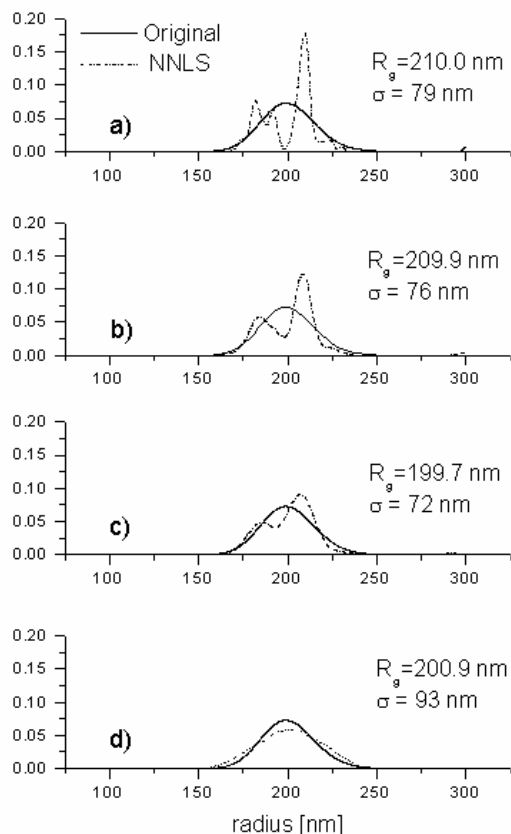 0.20
Original
NNLS
0.15
R_g=210.0 nm
σ = 79 nm
0.10
0.05
a)
0.00
100 150 200 250 300
0.20
R_g=209.9 nm
σ = 76 nm
0.15
0.10
0.05
b)
0.00
100 150 200 250 300
0.20
R_g=199.7 nm
σ = 72 nm
0.15
0.10
0.05
c)
0.00
100 150 200 250 300
0.20
R_g=200.9 nm
σ = 93 nm
0.15
0.10
0.05
d)
0.00
100 150 200 250 300
radius [nm]